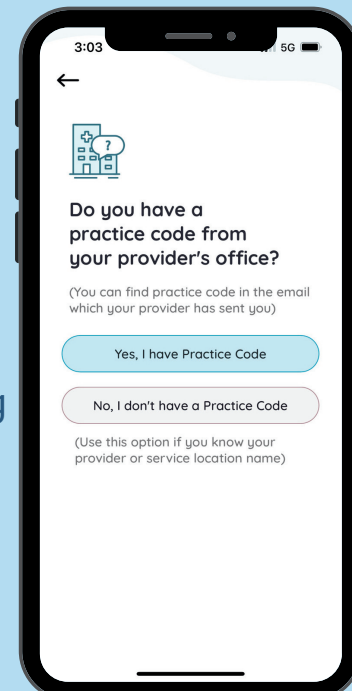 3:03
5G
?
Do you have a
practice code from
your provider's office?
(You can find practice code in the email
which your provider has sent you)
Yes, I have Practice Code
No, I don't have a Practice Code
g
(Use this option if you know your
provider or service location name)